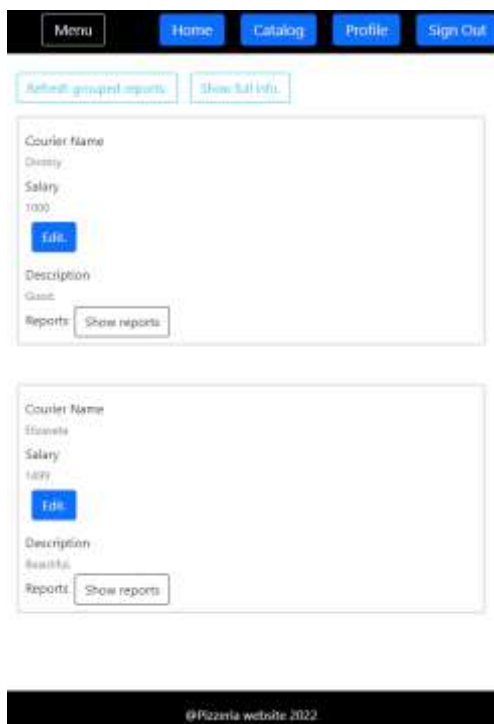 Menu Home Catalog Profile Sign Out
Refresh grouped reports. Show full info.
Courier Name
Salary
1000
Edit.
Description
Good.
Reports: Show reports
Courier Name
Salary
Edit.
Description
Beautiful.
Reports: Show reports
@Pizzeria website 2022